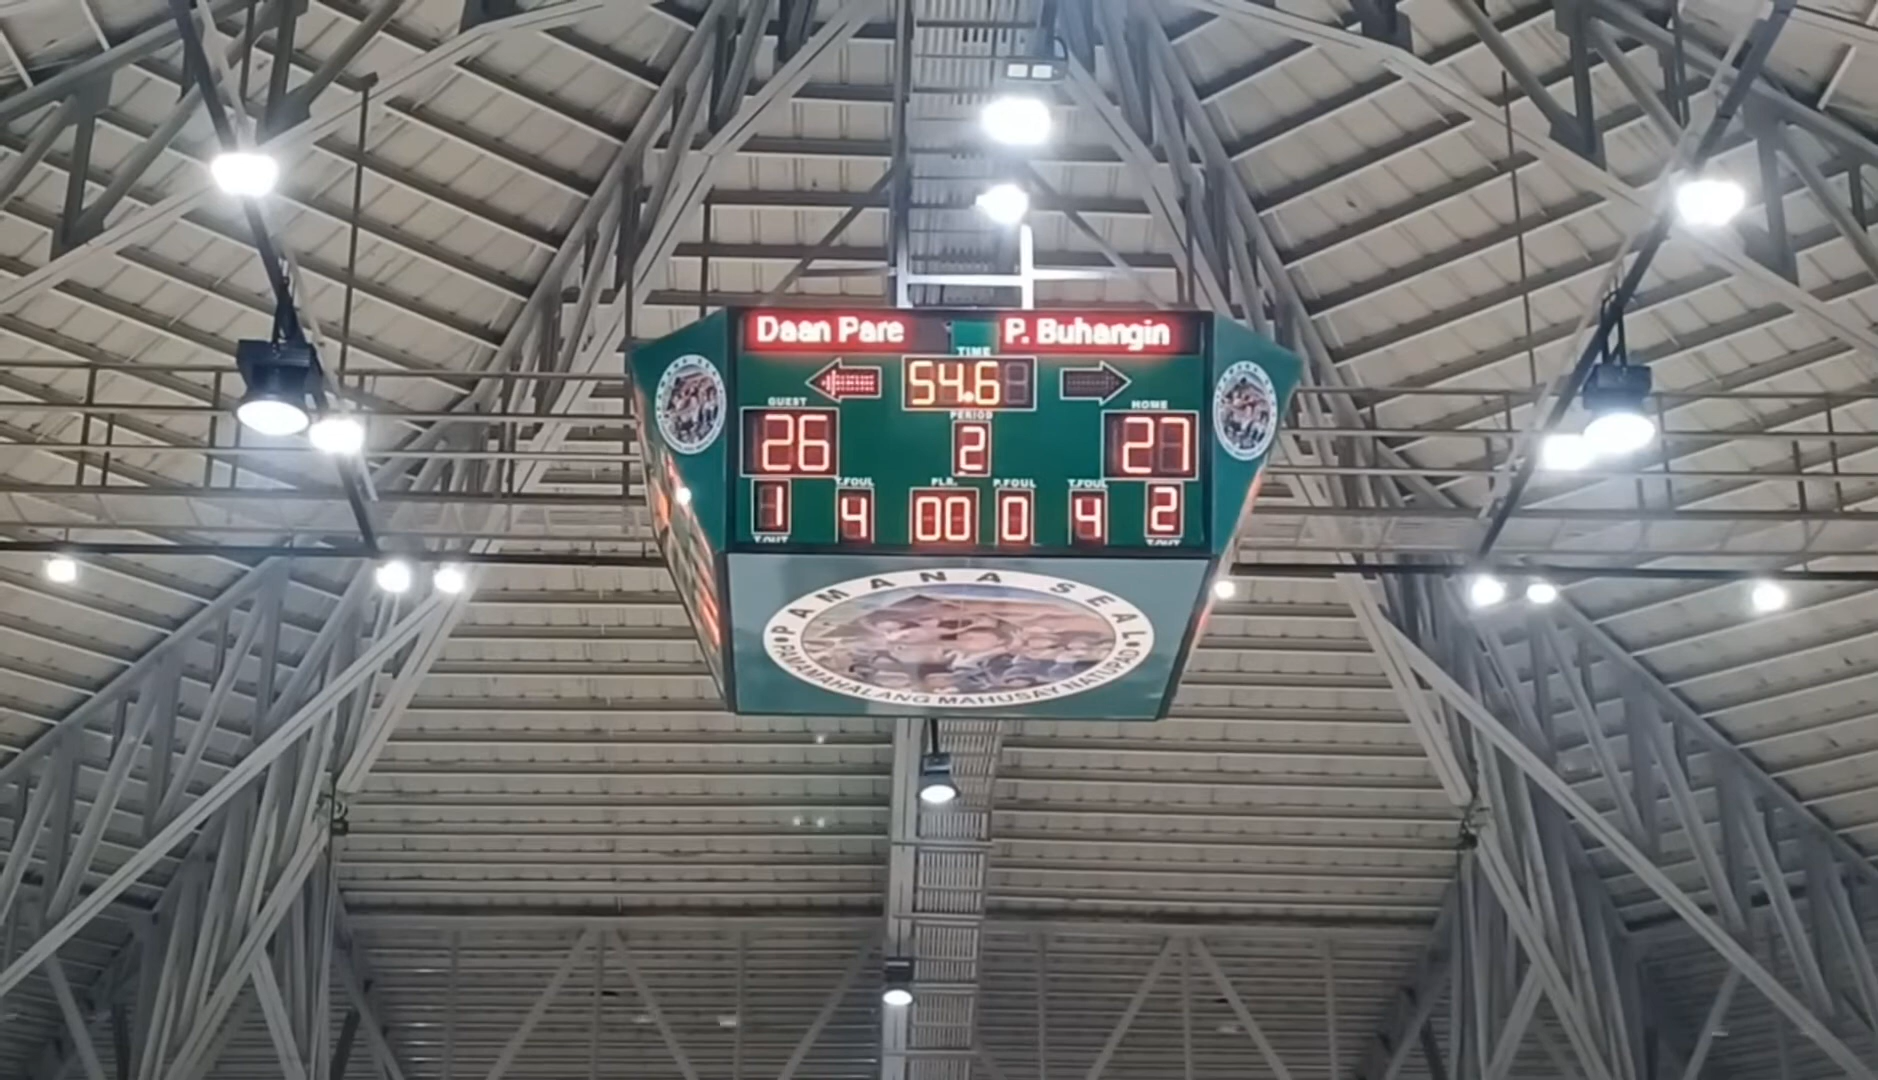 Daan Pare P. Buhangin
TIME
54.6
GUEST PERIOD HOME
26 2 27
T.FOUL PLR. P.FOUL T.FOUL
1 4 00 0 4 2
T.OUT T.OUT
PAMANA SEAL
PAMAMAHALANG MAHUSAY NATUPAD